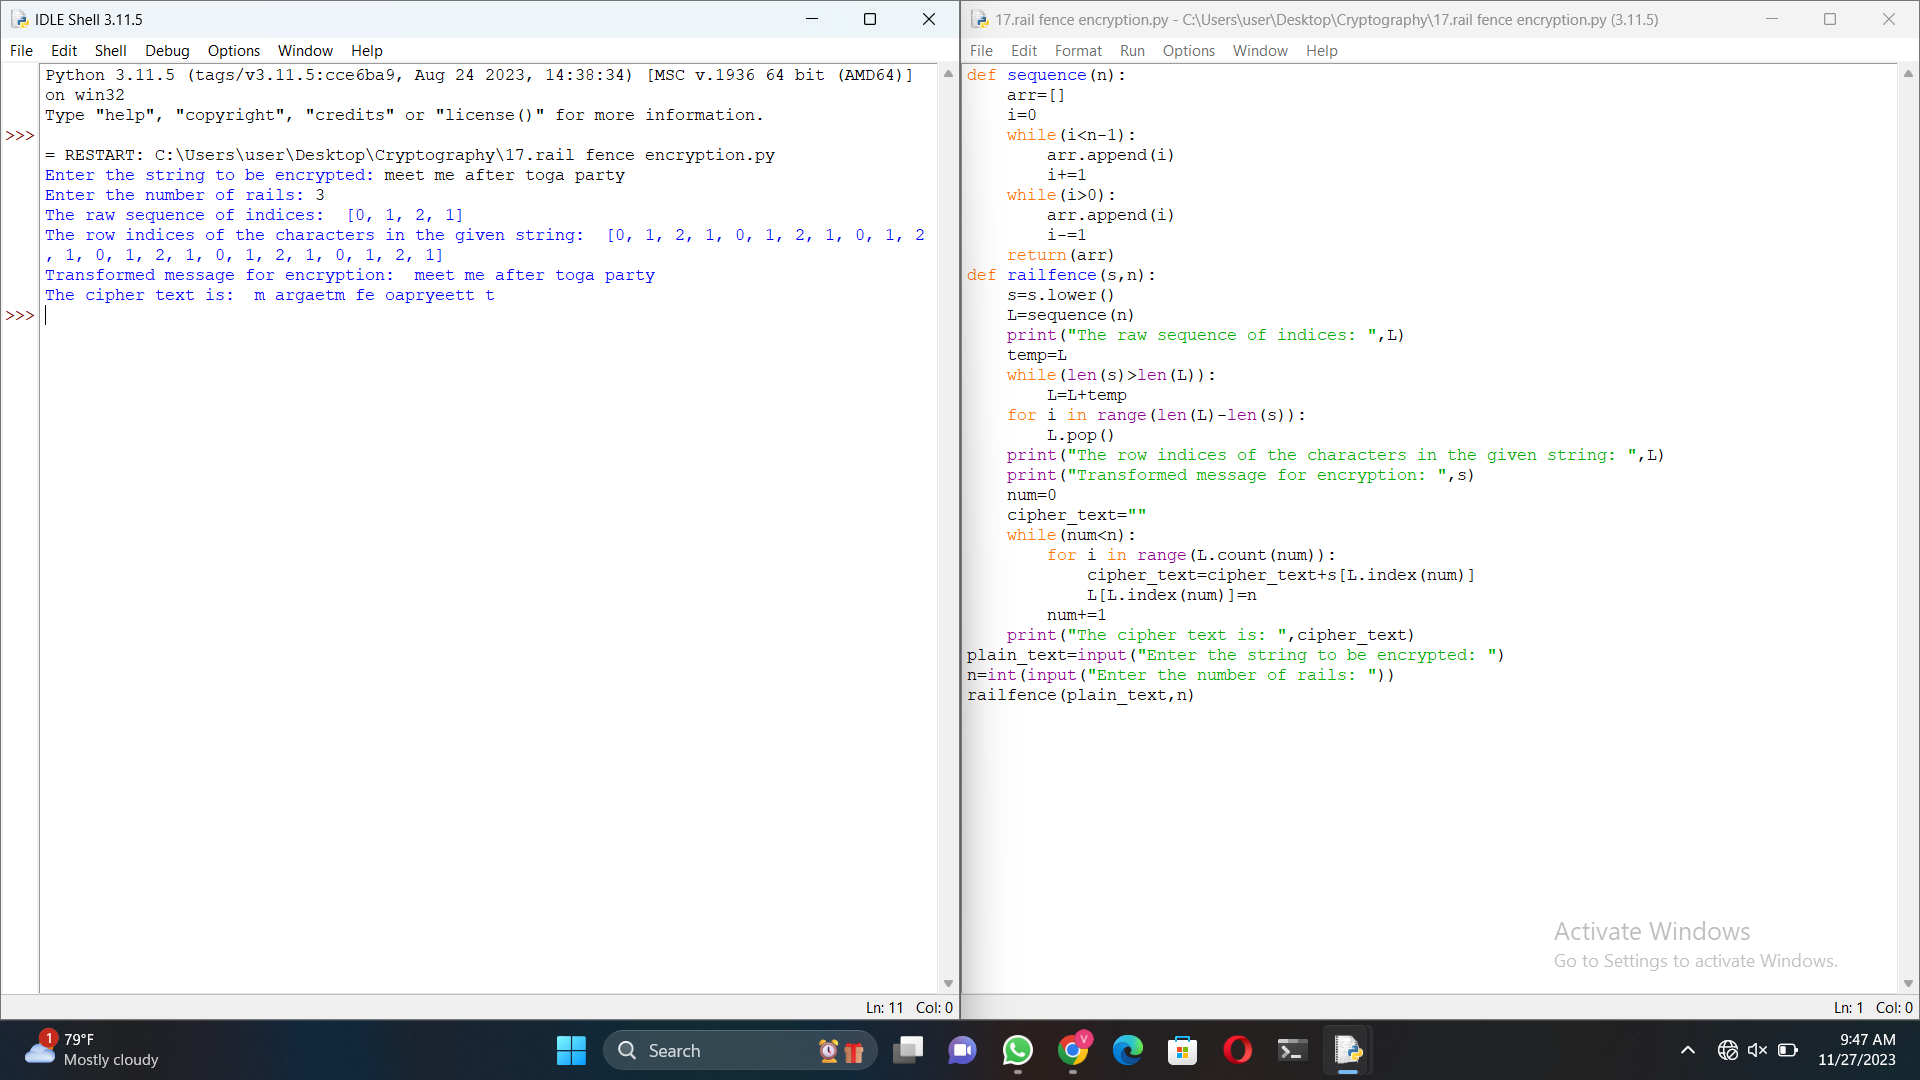 IDLE Shell 3.11.5
File Edit Shell Debug Options Window Help
Python 3.11.5 (tags/v3.11.5:cce6ba9, Aug 24 2023, 14:38:34) [MSC v.1936 64 bit (AMD64)]
on win32
Type "help", "copyright", "credits" or "license()" for more information.
>>>
= RESTART: C:\Users\user\Desktop\Cryptography\17.rail fence encryption.py
Enter the string to be encrypted: meet me after toga party
Enter the number of rails: 3
The raw sequence of indices:  [0, 1, 2, 1]
The row indices of the characters in the given string:  [0, 1, 2, 1, 0, 1, 2, 1, 0, 1, 2
, 1, 0, 1, 2, 1, 0, 1, 2, 1, 0, 1, 2, 1]
Transformed message for encryption:  meet me after toga party
The cipher text is:  m argaetm fe oapryeett t
>>>
Ln: 11 Col: 0
17.rail fence encryption.py - C:\Users\user\Desktop\Cryptography\17.rail fence encryption.py (3.11.5)
File Edit Format Run Options Window Help
def sequence(n):
    arr=[]
    i=0
    while(i<n-1):
        arr.append(i)
        i+=1
    while(i>0):
        arr.append(i)
        i-=1
    return(arr)
def railfence(s,n):
    s=s.lower()
    L=sequence(n)
    print("The raw sequence of indices: ",L)
    temp=L
    while(len(s)>len(L)):
        L=L+temp
    for i in range(len(L)-len(s)):
        L.pop()
    print("The row indices of the characters in the given string: ",L)
    print("Transformed message for encryption: ",s)
    num=0
    cipher_text=""
    while(num<n):
        for i in range(L.count(num)):
            cipher_text=cipher_text+s[L.index(num)]
            L[L.index(num)]=n
        num+=1
    print("The cipher text is: ",cipher_text)
plain_text=input("Enter the string to be encrypted: ")
n=int(input("Enter the number of rails: "))
railfence(plain_text,n)
Activate Windows
Go to Settings to activate Windows.
Ln: 1 Col: 0
1
79°F
Mostly cloudy
Search
V
9:47 AM
11/27/2023